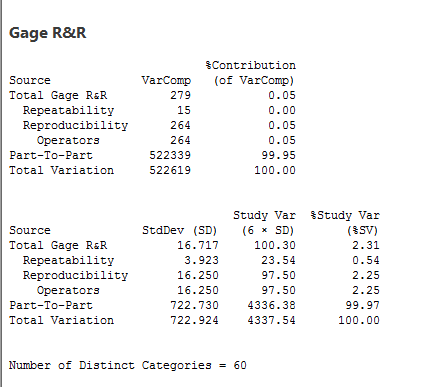 Gage R&R
%Contribution
Source VarComp (of VarComp)
Total Gage R&R 279 0.05
Repeatability 15 0.00
Reproducibility 264 0.05
Operators 264 0.05
Part-To-Part 522339 99.95
Total Variation 522619 100.00
Study Var %Study Var
Source StdDev (SD) (6 × SD) (%SV)
Total Gage R&R 16.717 100.30 2.31
Repeatability 3.923 23.54 0.54
Reproducibility 16.250 97.50 2.25
Operators 16.250 97.50 2.25
Part-To-Part 722.730 4336.38 99.97
Total Variation 722.924 4337.54 100.00
Number of Distinct Categories = 60